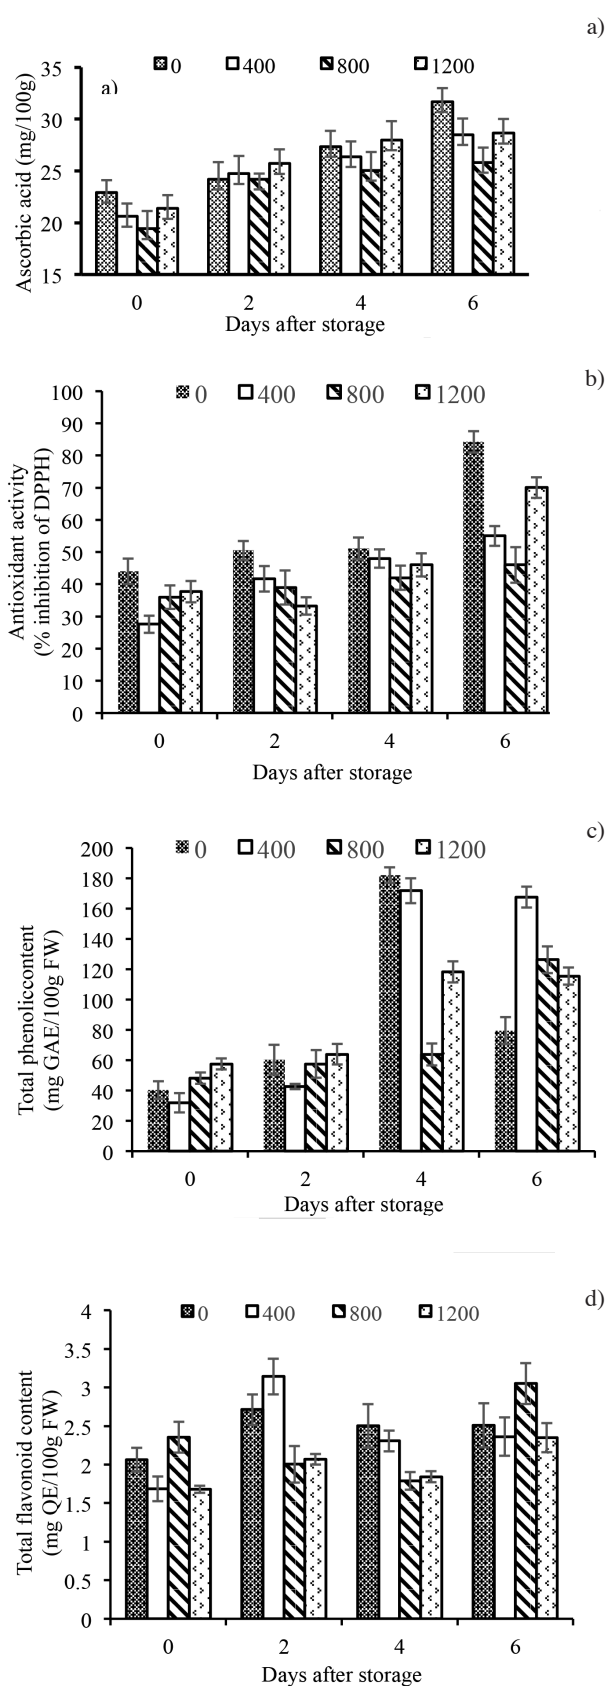 a)
0 400 800 1200
a)
Ascorbic acid (mg/100g)
35
30
25
20
15
0 2 4 6
Days after storage
b)
0 400 800 1200
Antioxidant activity
(% inhibition of DPPH)
100
90
80
70
60
50
40
30
20
10
0
0 2 4 6
Days after storage
c)
0 400 800 1200
Total phenoliccontent
(mg GAE/100g FW)
200
180
160
140
120
100
80
60
40
20
0
0 2 4 6
Days after storage
d)
0 400 800 1200
Total flavonoid content
(mg QE/100g FW)
4
3.5
3
2.5
2
1.5
1
0.5
0
0 2 4 6
Days after storage